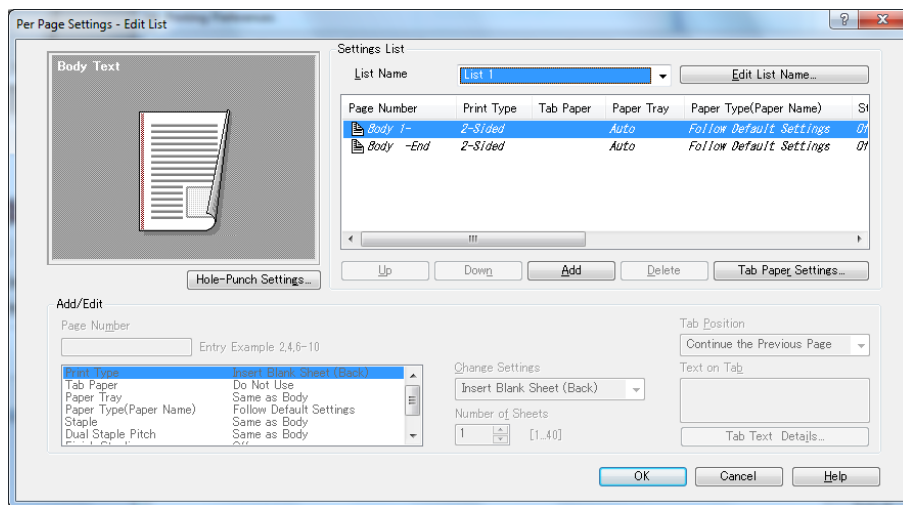 Per Page Settings - Edit List
Body Text
Hole-Punch Settings...
Settings List
List Name
List 1
Edit List Name...
Page Number Print Type Tab Paper Paper Tray Paper Type(Paper Name)
Body 1- 2-Sided Auto Follow Default Settings
Body -End 2-Sided Auto Follow Default Settings
Up Down Add Delete Tab Paper Settings...
Add/Edit
Page Number
Entry Example 2,4,6-10
Print Type Insert Blank Sheet (Back)
Tab Paper Do Not Use
Paper Tray Same as Body
Paper Type(Paper Name) Follow Default Settings
Staple Same as Body
Dual Staple Pitch Same as Body
Change Settings
Insert Blank Sheet (Back)
Number of Sheets
1 [1...40]
Tab Position
Continue the Previous Page
Text on Tab
Tab Text Details...
OK Cancel Help